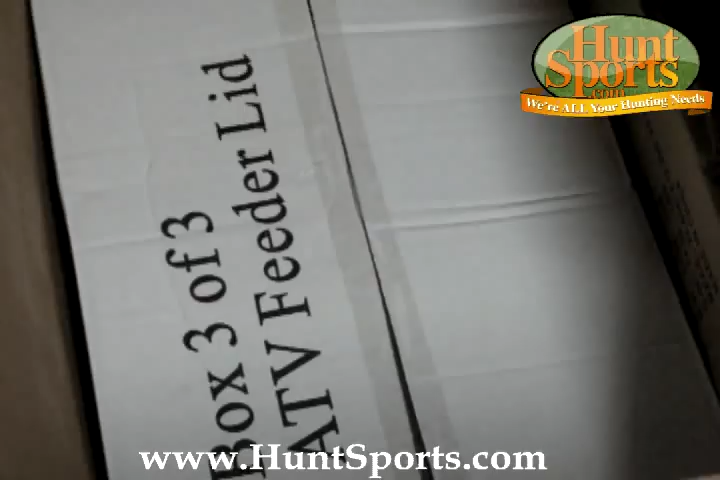 Hunt
Sports
.com
We're ALL Your Hunting Needs
Box 3 of 3
ATV Feeder Lid
www.HuntSports.com